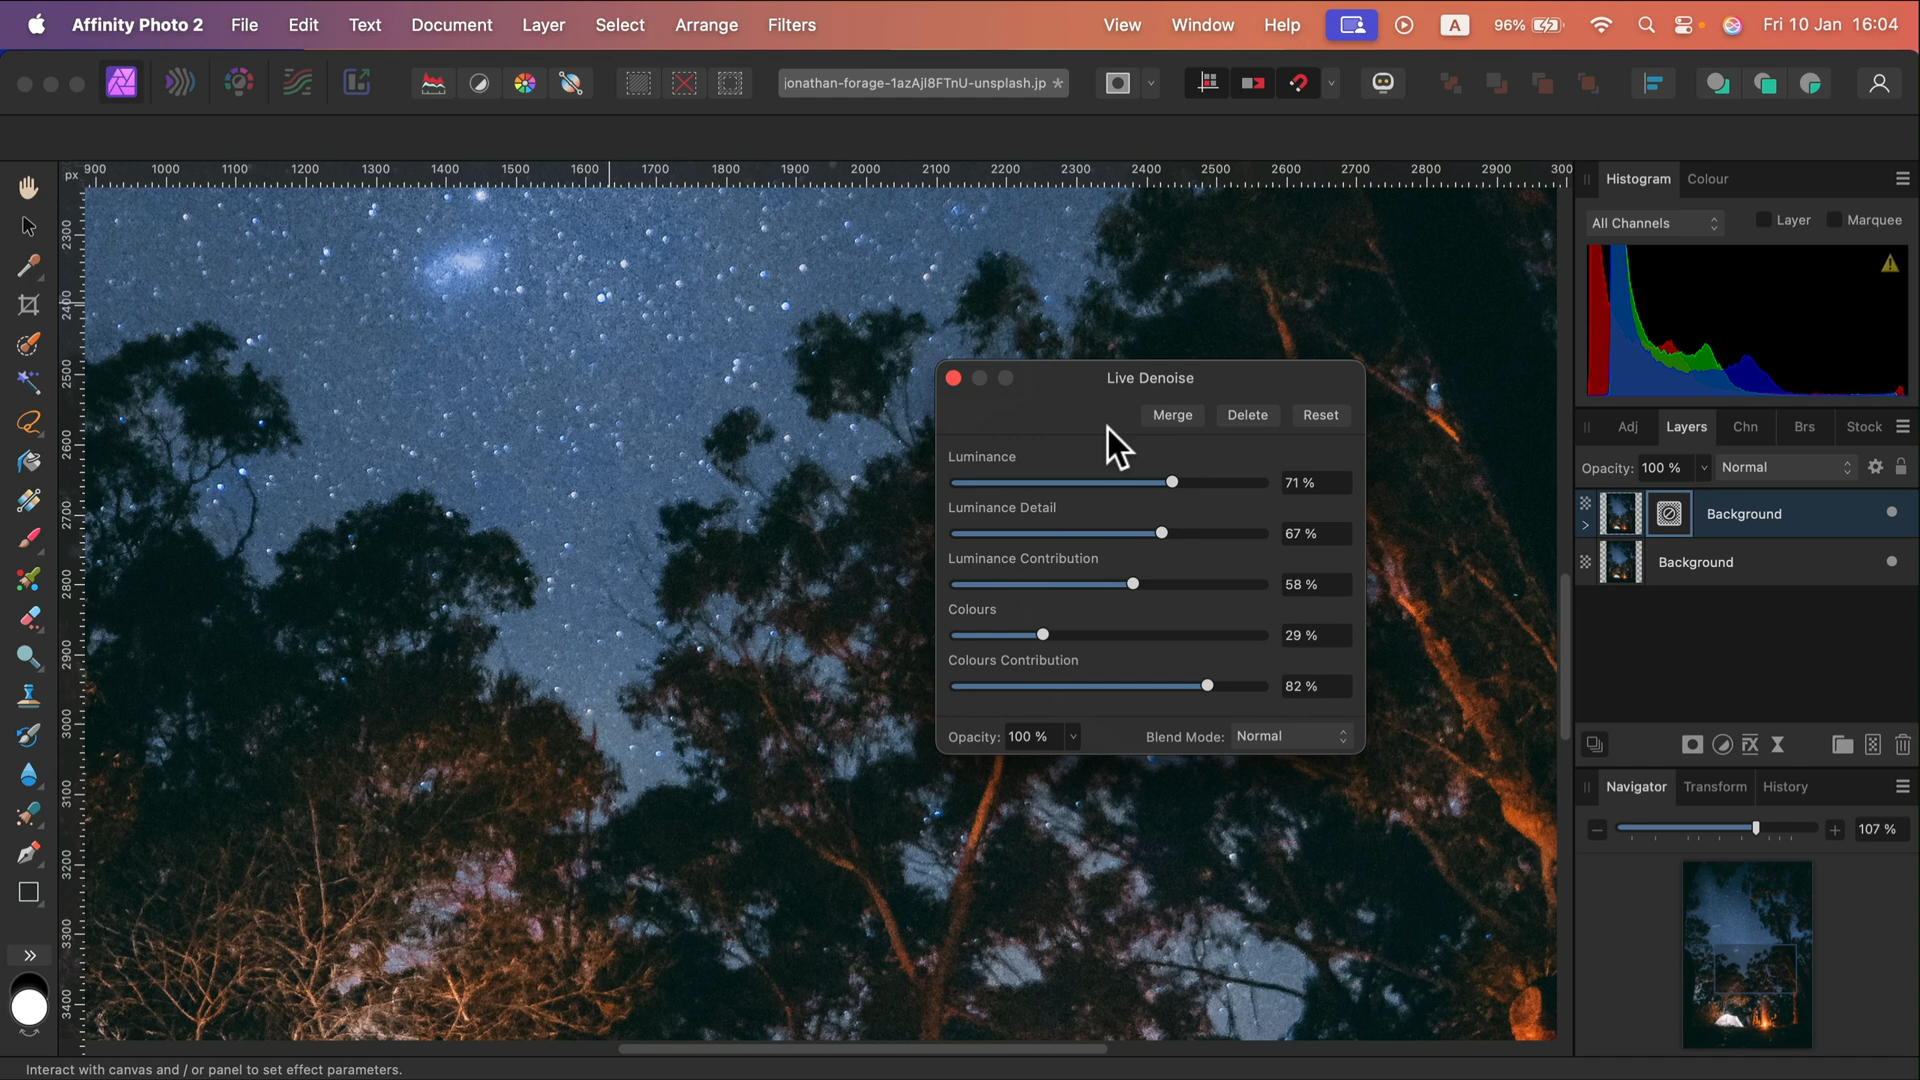 Affinity Photo 2 File Edit Text Document Layer Select Arrange Filters View Window Help A 96% Fri 10 Jan 16:04
jonathan-forage-1azAjI8FTnU-unsplash.jp *
px 900 1000 1100 1200 1300 1400 1500 1600 1700 1800 1900 2000 2100 2200 2300 2400 2500 2600 2700 2800 2900 300
2300
2400
2500
2600
2700
2800
2900
3000
3100
3200
3300
3400
Live Denoise
Merge Delete Reset
Luminance
71 %
Luminance Detail
67 %
Luminance Contribution
58 %
Colours
29 %
Colours Contribution
82 %
Opacity: 100 % Blend Mode: Normal
Histogram Colour
All Channels Layer Marquee
Adj Layers Chn Brs Stock
Opacity: 100 % Normal
Background
Background
Navigator Transform History
107 %
Interact with canvas and / or panel to set effect parameters.